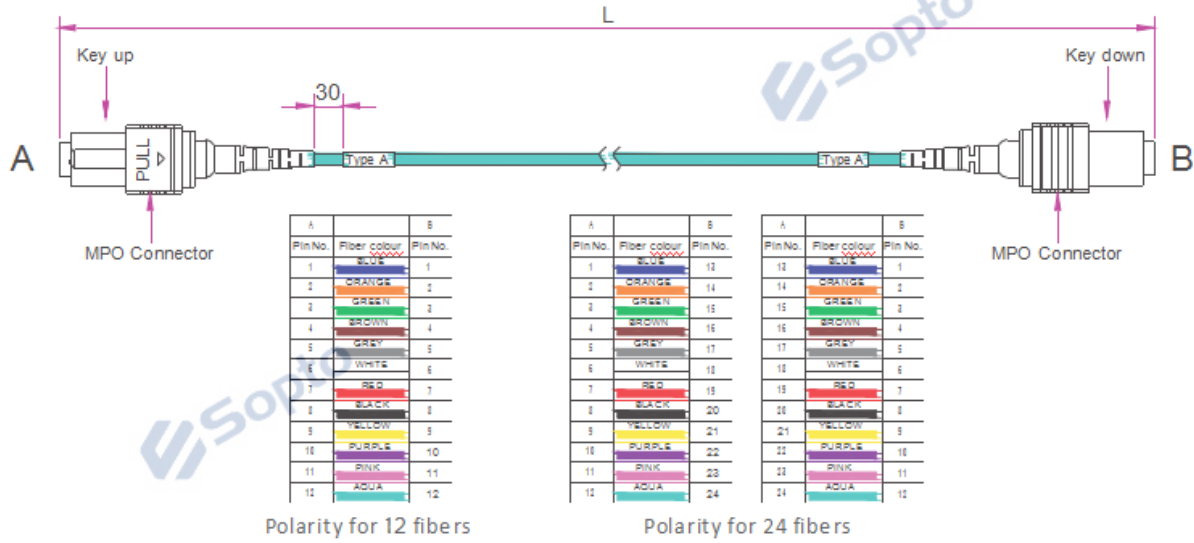 L
Sopto
Key up
Key down
30
A
PULL
Type A
Type A
B
MPO Connector
MPO Connector
A B
Pin No. Fiber colour Pin No.
1 BLUE 1
2 ORANGE 2
3 GREEN 3
4 BROWN 4
5 GREY 5
6 WHITE 6
7 RED 7
8 BLACK 8
9 YELLOW 9
10 PURPLE 10
11 PINK 11
12 AQUA 12
Polarity for 12 fibers
A B
Pin No. Fiber colour Pin No.
1 BLUE 13
2 ORANGE 14
3 GREEN 15
4 BROWN 16
5 GREY 17
6 WHITE 18
7 RED 19
8 BLACK 20
9 YELLOW 21
10 PURPLE 22
11 PINK 23
12 AQUA 24
A B
Pin No. Fiber colour Pin No.
13 BLUE 1
14 ORANGE 2
15 GREEN 3
16 BROWN 4
17 GREY 5
18 WHITE 6
19 RED 7
20 BLACK 8
21 YELLOW 9
22 PURPLE 10
23 PINK 11
24 AQUA 12
Polarity for 24 fibers
Sopto